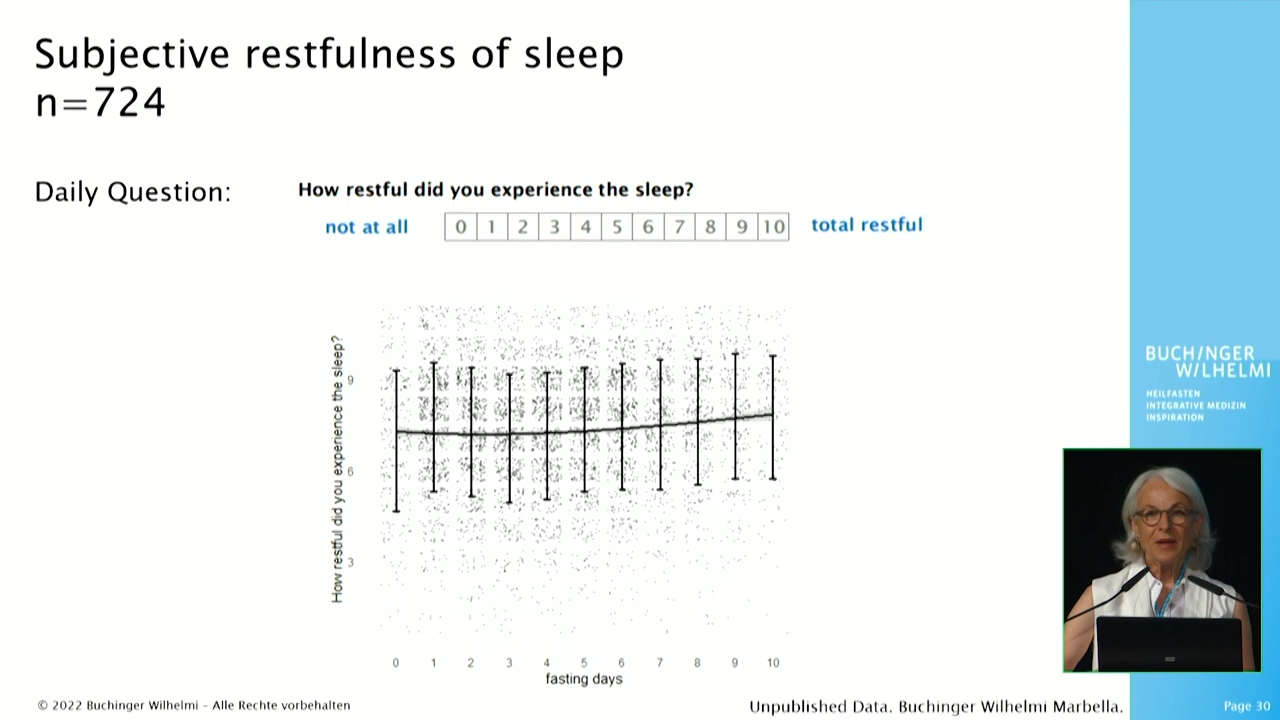 Subjective restfulness of sleep
n=724
Daily Question:
How restful did you experience the sleep?
not at all 0 1 2 3 4 5 6 7 8 9 10 total restful
How restful did you experience the sleep?
9
6
3
0 1 2 3 4 5 6 7 8 9 10
fasting days
BUCH/NGER
W/LHELMI
HEILFASTEN
INTEGRATIVE MEDIZIN
INSPIRATION
© 2022 Buchinger Wilhelmi – Alle Rechte vorbehalten
Unpublished Data. Buchinger Wilhelmi Marbella.
Page 30